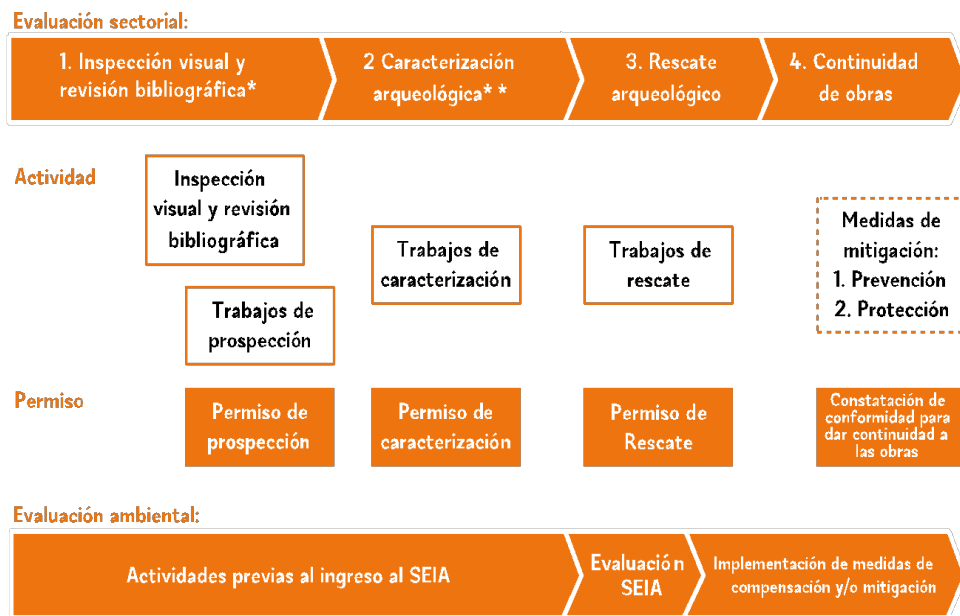 Evaluación sectorial:
1. Inspección visual y
revisión bibliográfica*
2 Caracterización
arqueológica* *
3. Rescate
arqueológico
4. Continuidad
de obras
Actividad
Inspección
visual y revisión
bibliográfica
Trabajos de
prospección
Trabajos de
caracterización
Trabajos de
rescate
Medidas de
mitigación:
1. Prevención
2. Protección
Permiso
Permiso de
prospección
Permiso de
caracterización
Permiso de
Rescate
Constatación de
conformidad para
dar continuidad a
las obras
Evaluación ambiental:
Actividades previas al ingreso al SEIA
Evaluación
SEIA
Implementación de medidas de
compensación y/o mitigación